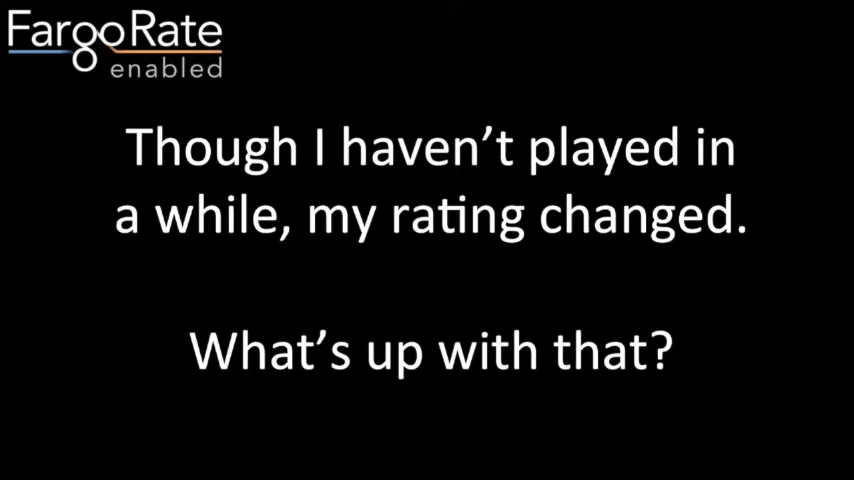 FargoRate
enabled
Though I haven’t played in
a while, my rating changed.
What’s up with that?